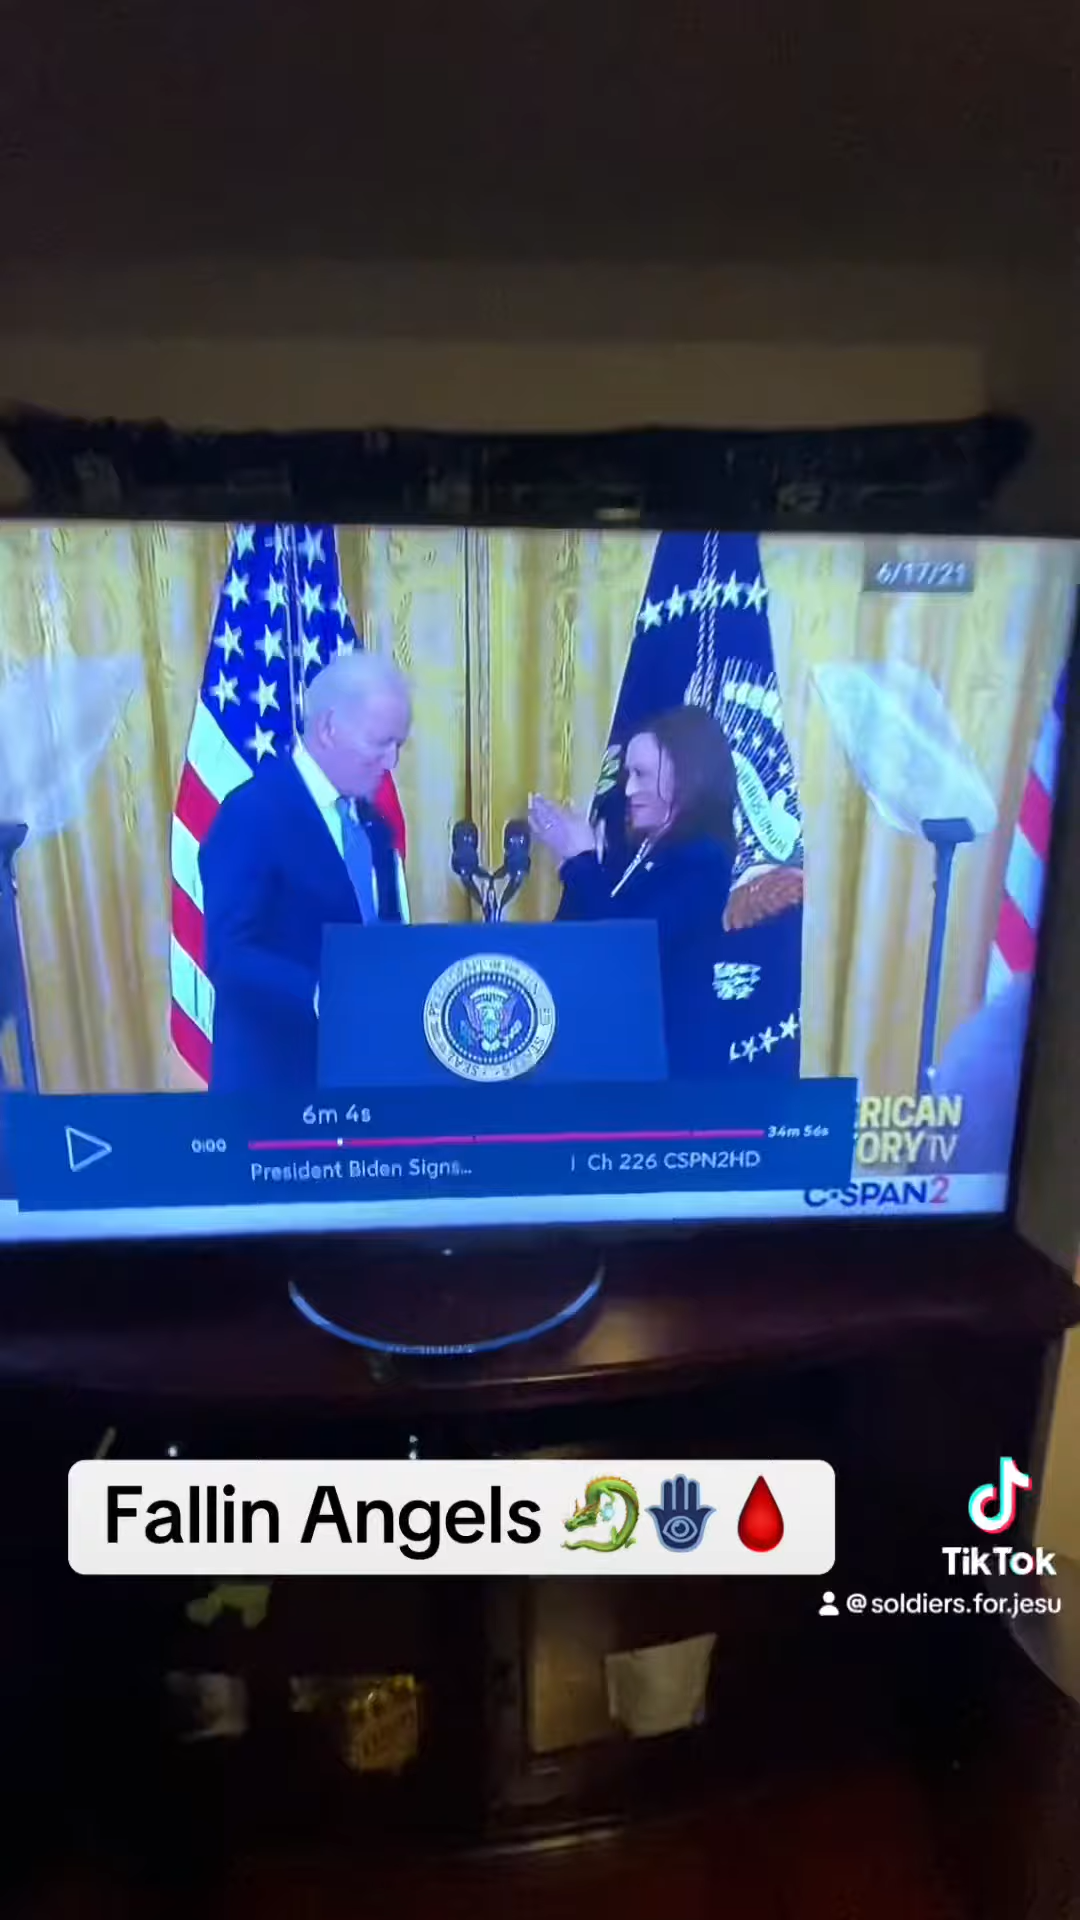 6/17/21
6m 4s
0:00
34m 56s
President Biden Signs...
| Ch 226 CSPN2HD
RICAN
ORY TV
C-SPAN2
Fallin Angels 🐉🪬🩸
TikTok
@soldiers.for.jesu